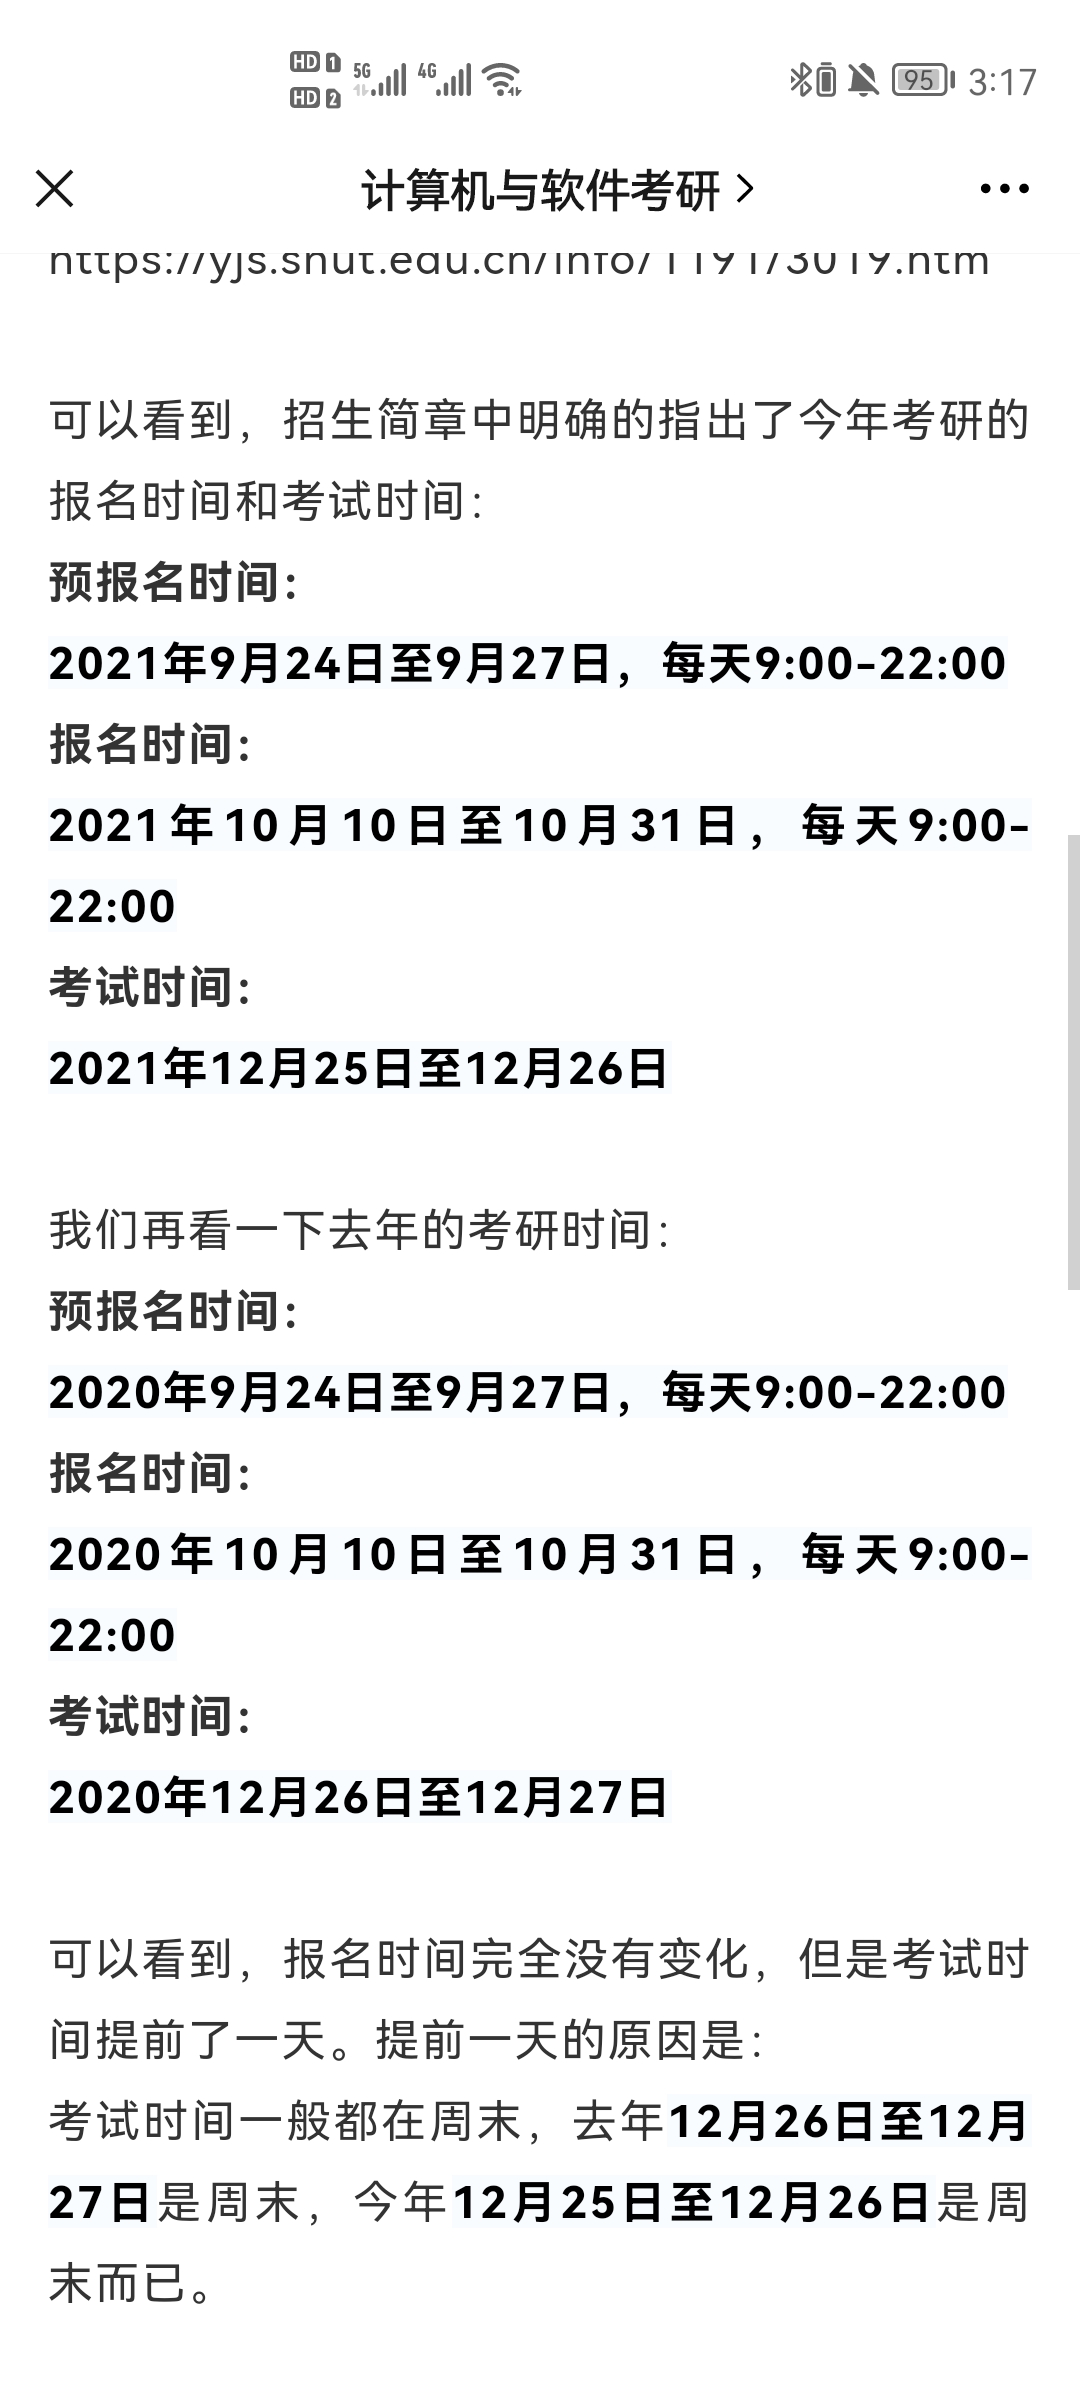 HD 1 5G 4G 95 3:17
HD 2
计算机与软件考研
可以看到，招生简章中明确的指出了今年考研的
报名时间和考试时间：
预报名时间：
2021年9月24日至9月27日，每天9:00-22:00
报名时间：
2021年10月10日至10月31日，每天9:00-
22:00
考试时间：
2021年12月25日至12月26日
我们再看一下去年的考研时间：
预报名时间：
2020年9月24日至9月27日，每天9:00-22:00
报名时间：
2020年10月10日至10月31日，每天9:00-
22:00
考试时间：
2020年12月26日至12月27日
可以看到，报名时间完全没有变化，但是考试时
间提前了一天。提前一天的原因是：
考试时间一般都在周末，去年12月26日至12月
27日是周末，今年12月25日至12月26日是周
末而已。